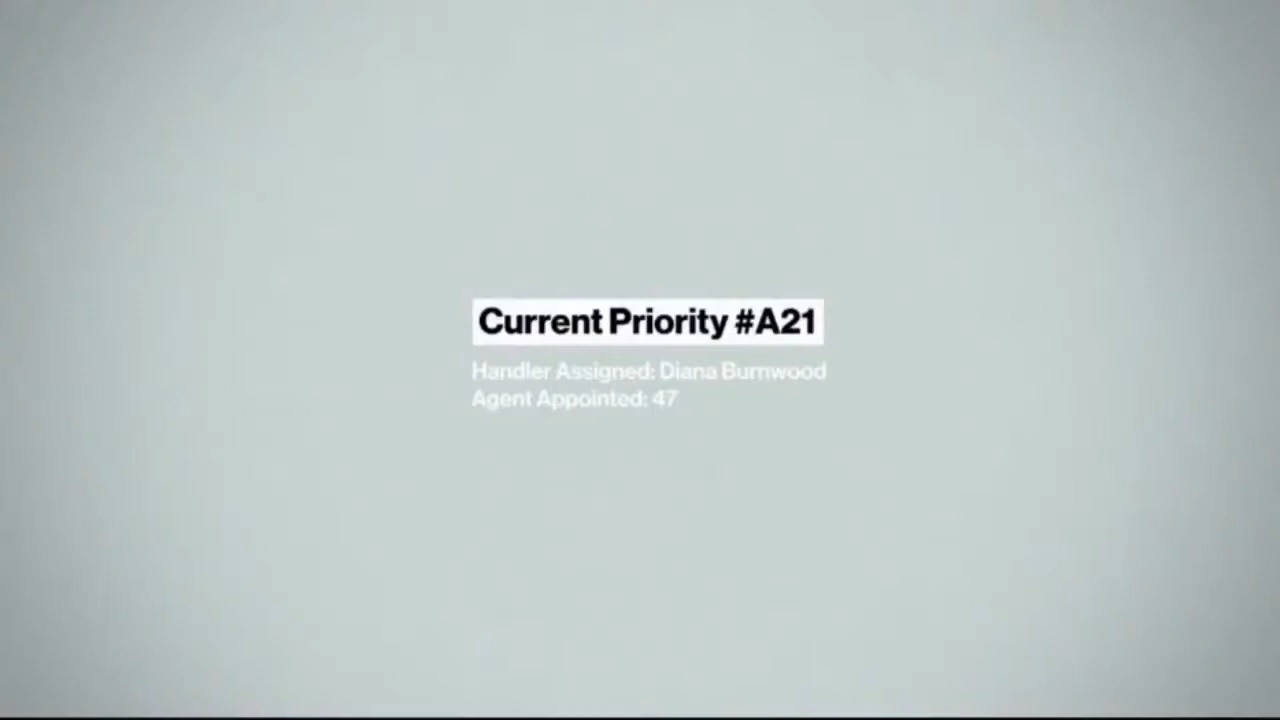 Current Priority #A21
Handler Assigned: Diana Burnwood
Agent Appointed: 47